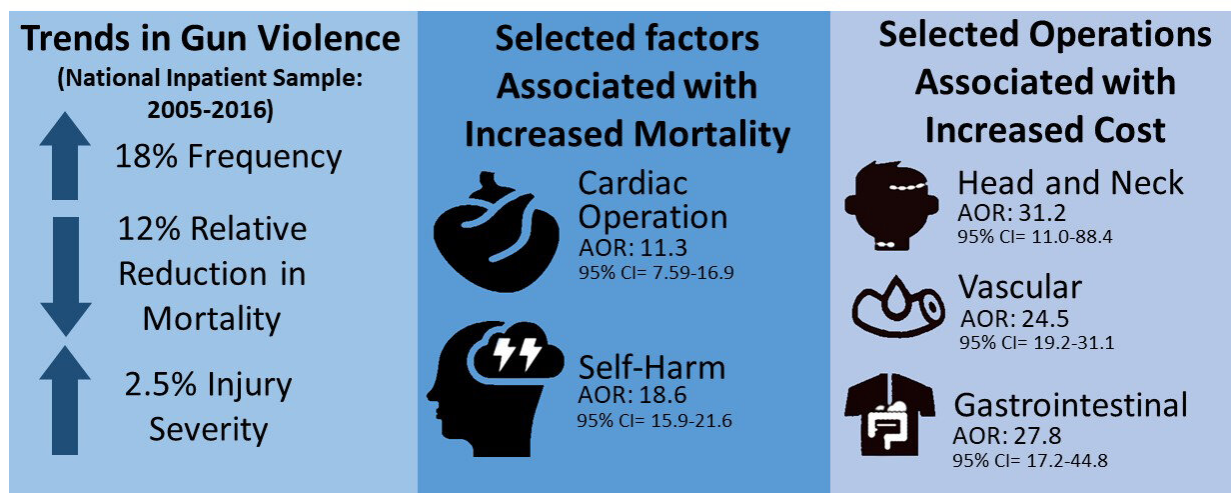 Trends in Gun Violence
(National Inpatient Sample:
2005-2016)
18% Frequency
12% Relative
Reduction in
Mortality
2.5% Injury
Severity
Selected factors
Associated with
Increased Mortality
Cardiac
Operation
AOR: 11.3
95% CI= 7.59-16.9
Self-Harm
AOR: 18.6
95% CI= 15.9-21.6
Selected Operations
Associated with
Increased Cost
Head and Neck
AOR: 31.2
95% CI= 11.0-88.4
Vascular
AOR: 24.5
95% CI= 19.2-31.1
Gastrointestinal
AOR: 27.8
95% CI= 17.2-44.8